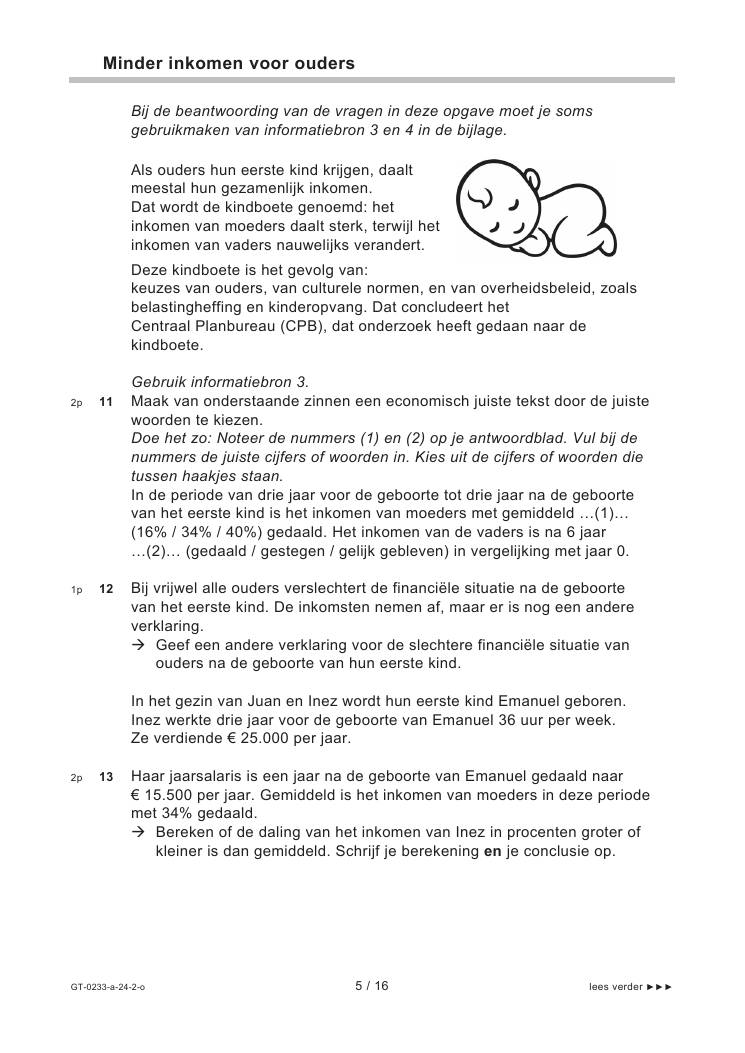 Minder inkomen voor ouders
Bij de beantwoording van de vragen in deze opgave moet je soms
gebruikmaken van informatiebron 3 en 4 in de bijlage.
Als ouders hun eerste kind krijgen, daalt
meestal hun gezamenlijk inkomen.
Dat wordt de kindboete genoemd: het
inkomen van moeders daalt sterk, terwijl het
inkomen van vaders nauwelijks verandert.
Deze kindboete is het gevolg van:
keuzes van ouders, van culturele normen, en van overheidsbeleid, zoals
belastingheffing en kinderopvang. Dat concludeert het
Centraal Planbureau (CPB), dat onderzoek heeft gedaan naar de
kindboete.
Gebruik informatiebron 3.
2p 11 Maak van onderstaande zinnen een economisch juiste tekst door de juiste
woorden te kiezen.
Doe het zo: Noteer de nummers (1) en (2) op je antwoordblad. Vul bij de
nummers de juiste cijfers of woorden in. Kies uit de cijfers of woorden die
tussen haakjes staan.
In de periode van drie jaar voor de geboorte tot drie jaar na de geboorte
van het eerste kind is het inkomen van moeders met gemiddeld …(1)…
(16% / 34% / 40%) gedaald. Het inkomen van de vaders is na 6 jaar
…(2)… (gedaald / gestegen / gelijk gebleven) in vergelijking met jaar 0.
1p 12 Bij vrijwel alle ouders verslechtert de financiële situatie na de geboorte
van het eerste kind. De inkomsten nemen af, maar er is nog een andere
verklaring.
→ Geef een andere verklaring voor de slechtere financiële situatie van
ouders na de geboorte van hun eerste kind.
In het gezin van Juan en Inez wordt hun eerste kind Emanuel geboren.
Inez werkte drie jaar voor de geboorte van Emanuel 36 uur per week.
Ze verdiende € 25.000 per jaar.
2p 13 Haar jaarsalaris is een jaar na de geboorte van Emanuel gedaald naar
€ 15.500 per jaar. Gemiddeld is het inkomen van moeders in deze periode
met 34% gedaald.
→ Bereken of de daling van het inkomen van Inez in procenten groter of
kleiner is dan gemiddeld. Schrijf je berekening en je conclusie op.
GT-0233-a-24-2-o 5 / 16 lees verder ►►►